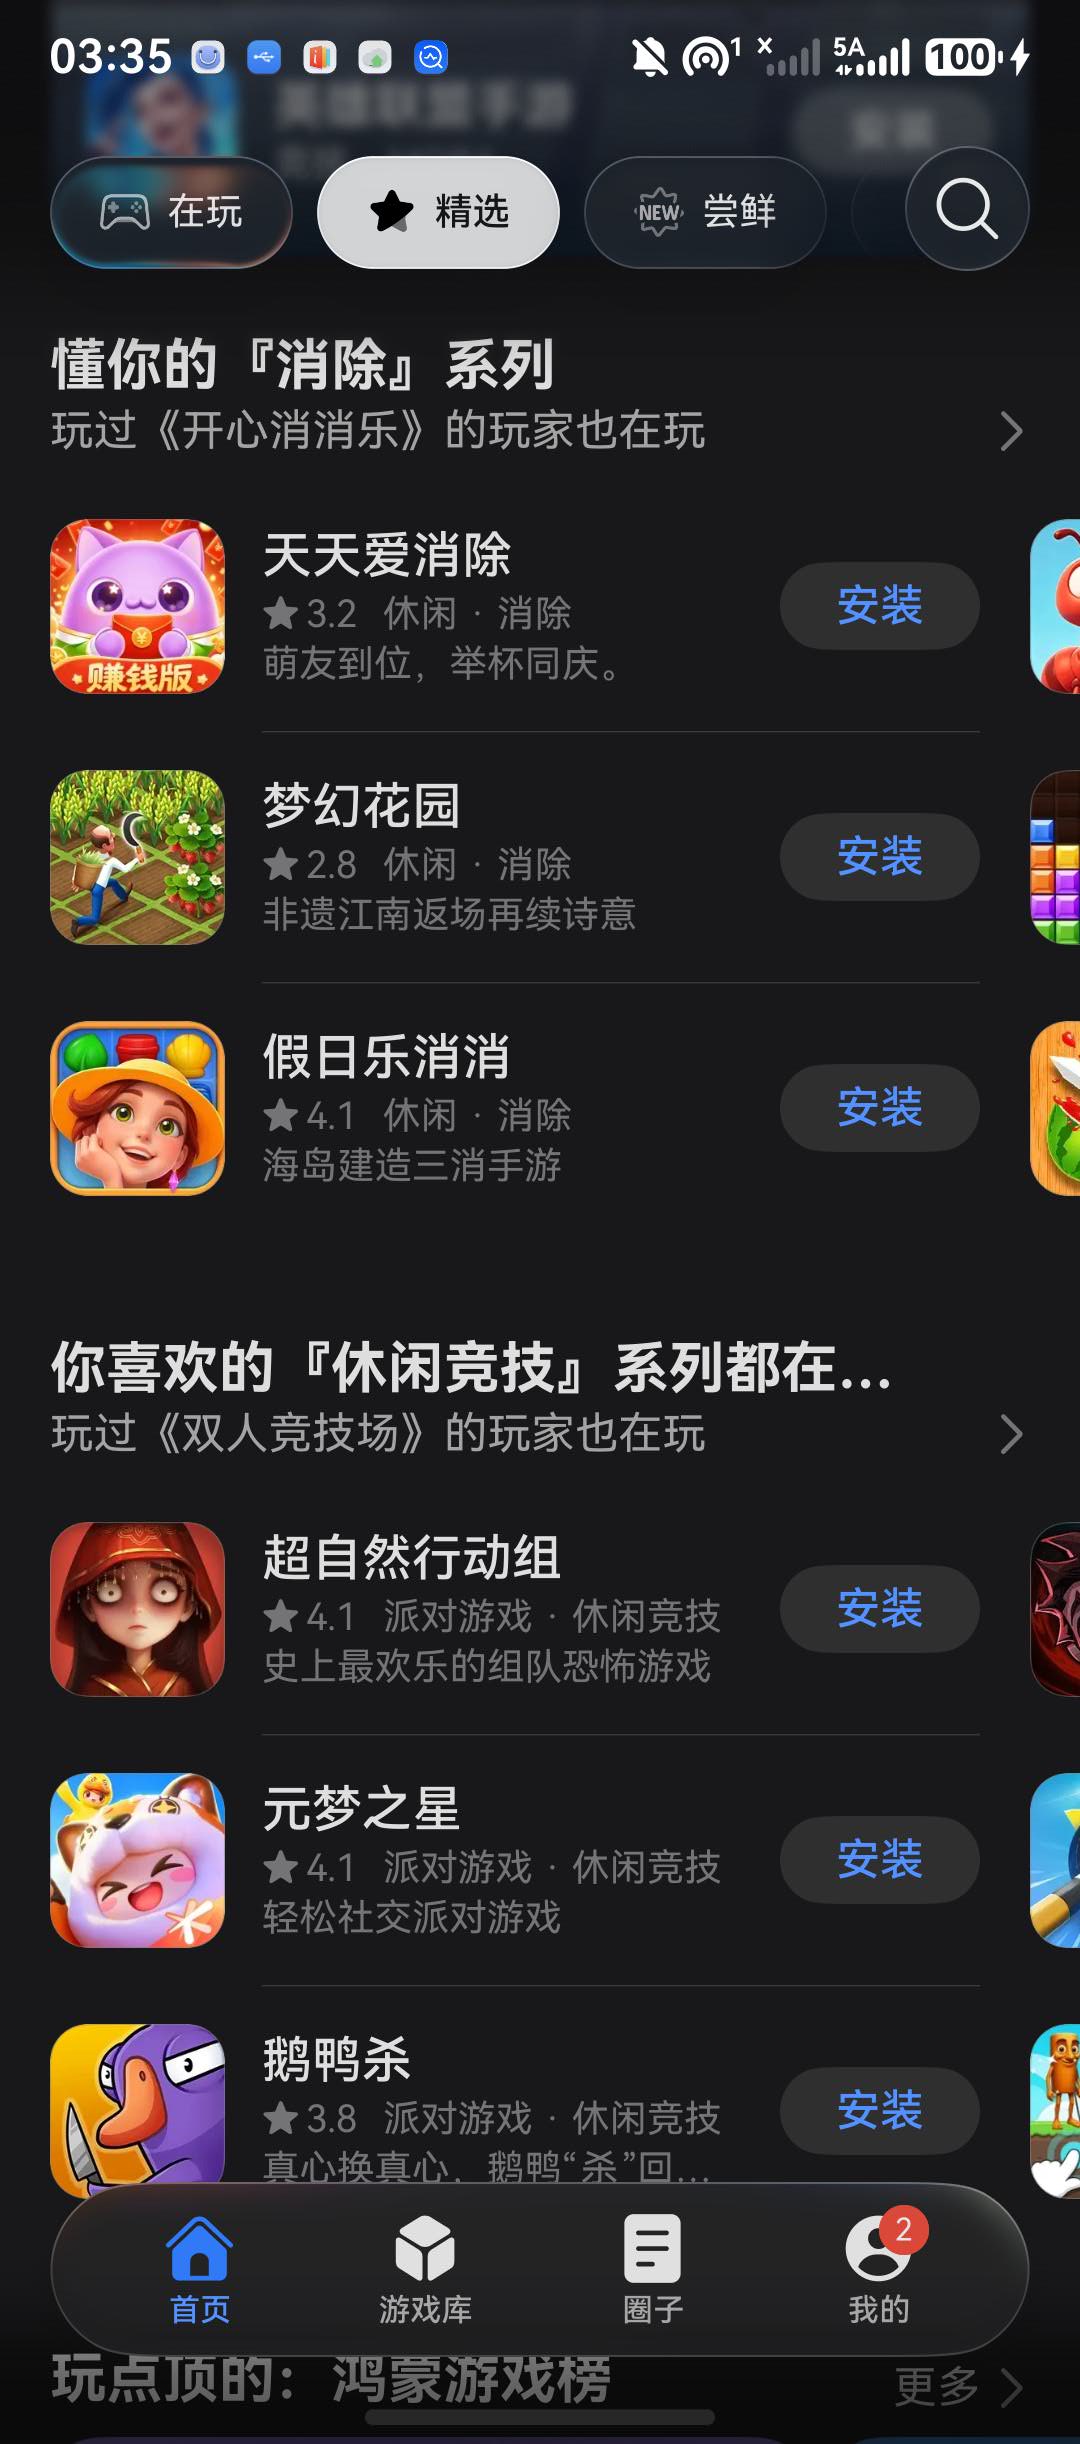 03:35
1
5A
100
英雄联盟手游
安装
在玩
精选
NEW
尝鲜
懂你的『消除』系列
玩过《开心消消乐》的玩家也在玩
赚钱版
天天爱消除
3.2 休闲 · 消除
萌友到位，举杯同庆。
安装
梦幻花园
2.8 休闲 · 消除
非遗江南返场再续诗意
安装
假日乐消消
4.1 休闲 · 消除
海岛建造三消手游
安装
你喜欢的『休闲竞技』系列都在...
玩过《双人竞技场》的玩家也在玩
超自然行动组
4.1 派对游戏 · 休闲竞技
史上最欢乐的组队恐怖游戏
安装
元梦之星
4.1 派对游戏 · 休闲竞技
轻松社交派对游戏
安装
鹅鸭杀
3.8 派对游戏 · 休闲竞技
真心换真心，鹅鸭“杀”回...
安装
首页
游戏库
圈子
2
我的
玩点顶的：鸿蒙游戏榜
更多